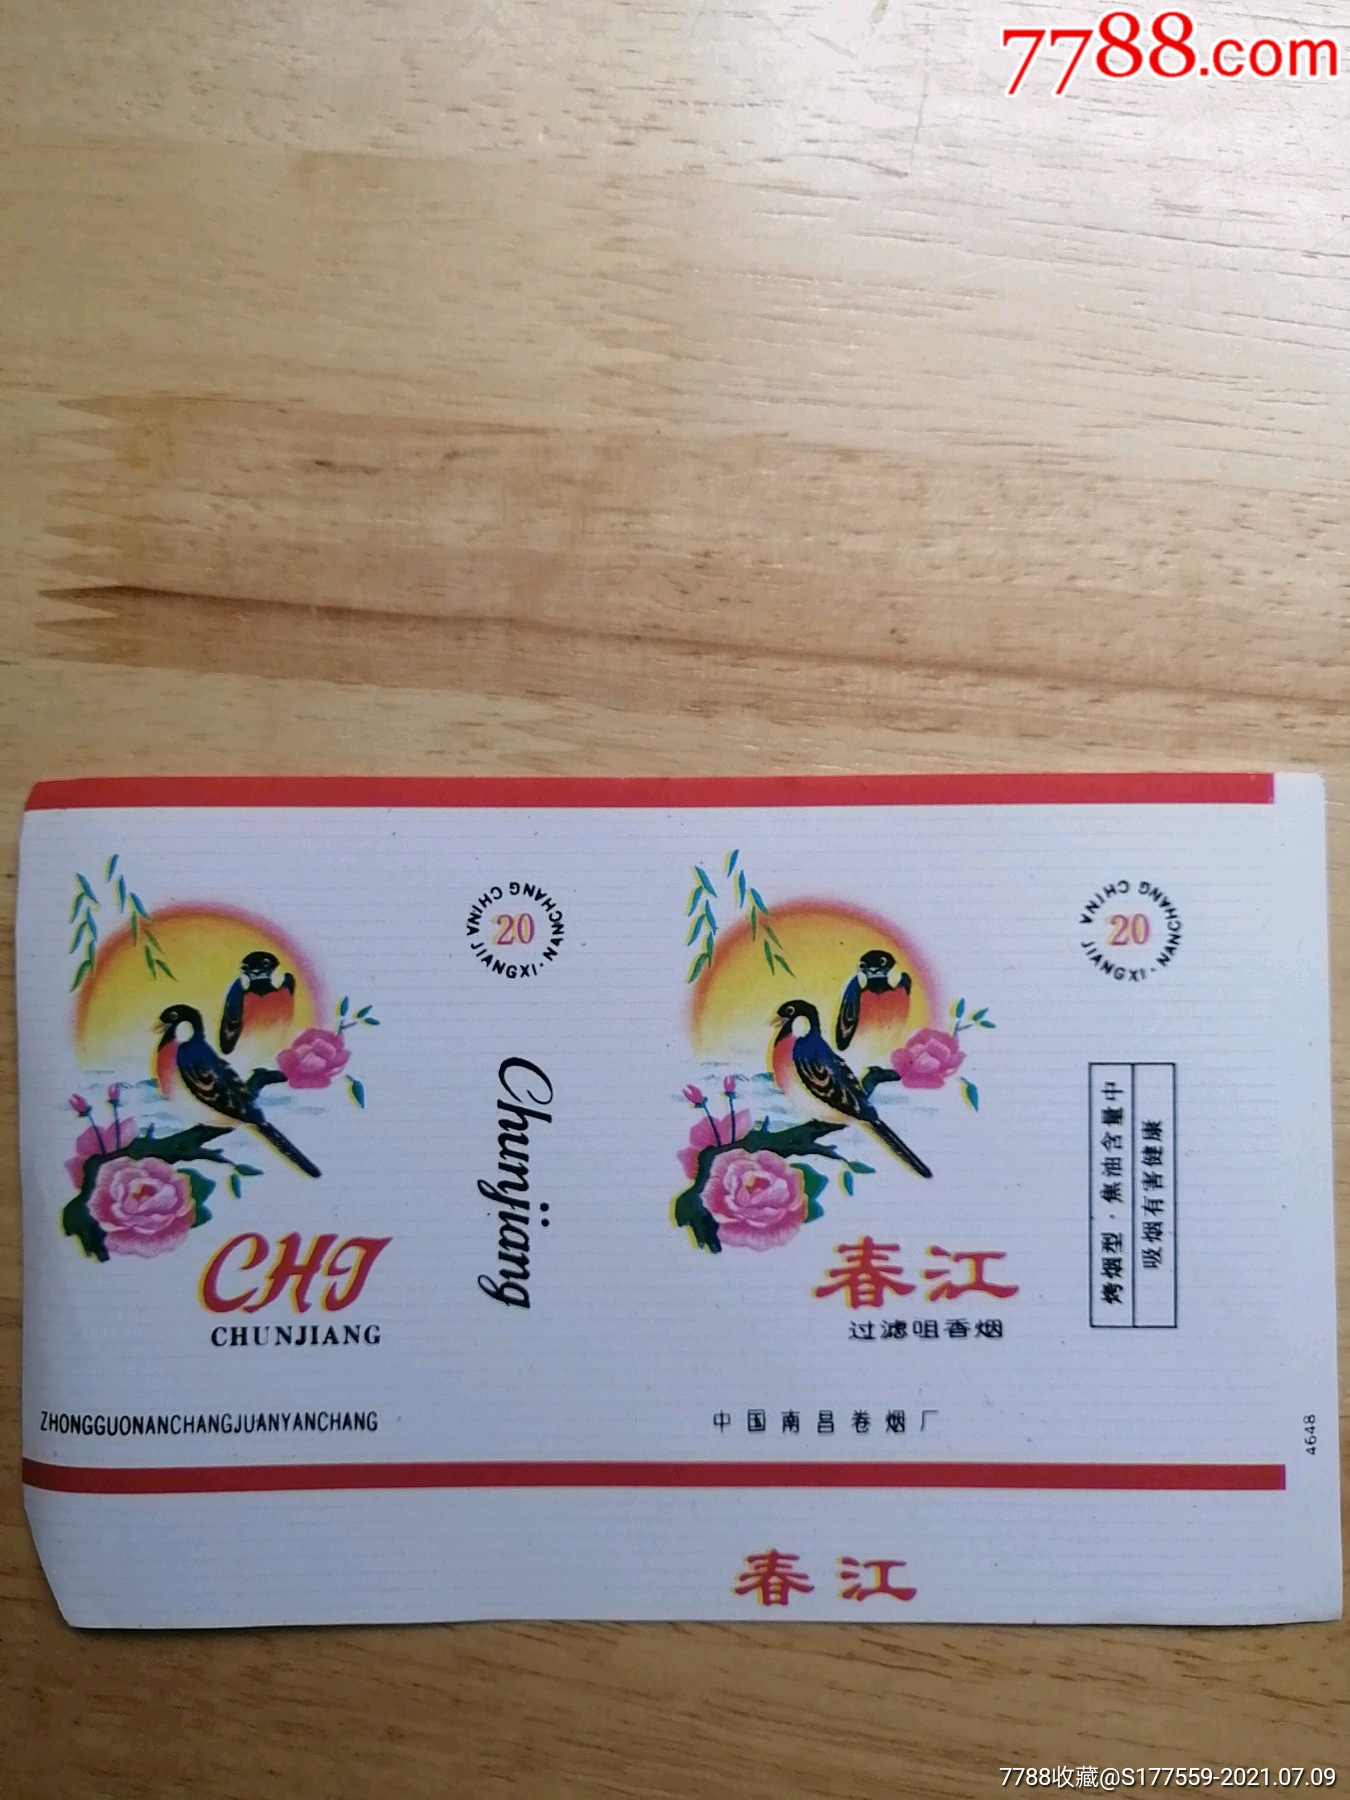 7788.com
20
NANCHANG CHINA JIANGXI·
20
NANCHANG CHINA JIANGXI·
Chunjiang
烤烟型·焦油含量中
吸烟有害健康
CHJ
CHUNJIANG
春江
过滤咀香烟
ZHONGGUONANCHANGJUANYANCHANG
中国南昌卷烟厂
4648
春江
7788收藏@S177559-2021.07.09